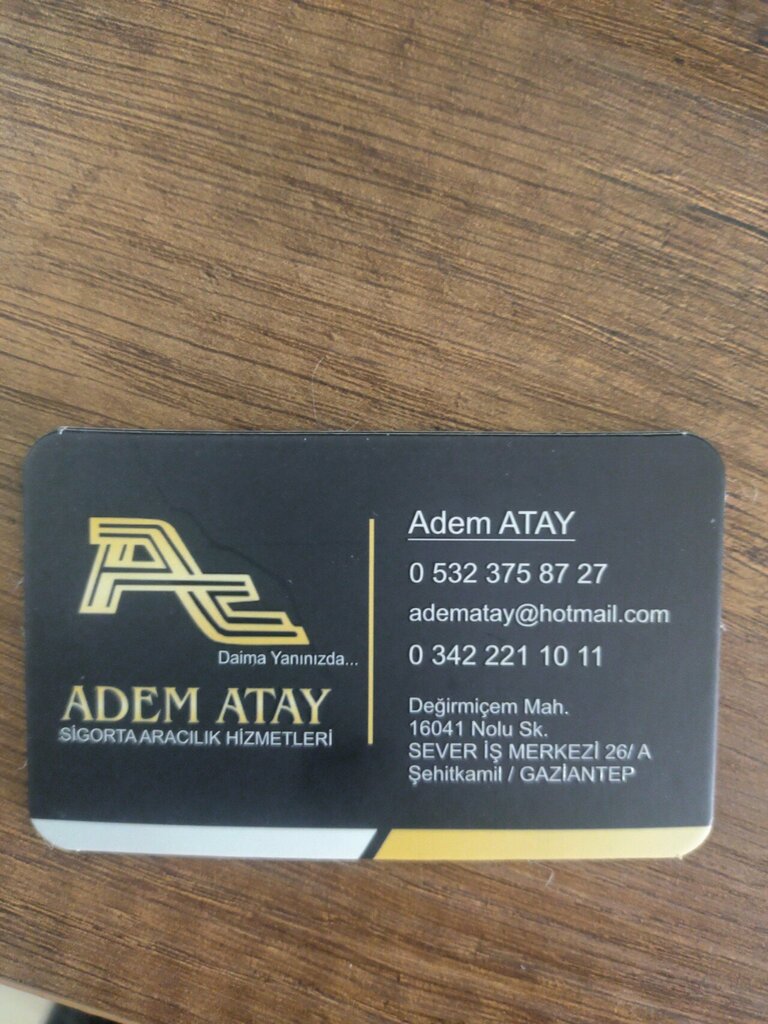 Daima Yanınızda...
ADEM ATAY
SİGORTA ARACILIK HİZMETLERİ
Adem ATAY
0 532 375 87 27
adematay@hotmail.com
0 342 221 10 11
Değirmiçem Mah.
16041 Nolu Sk.
SEVER İŞ MERKEZİ 26/ A
Şehitkamil / GAZİANTEP